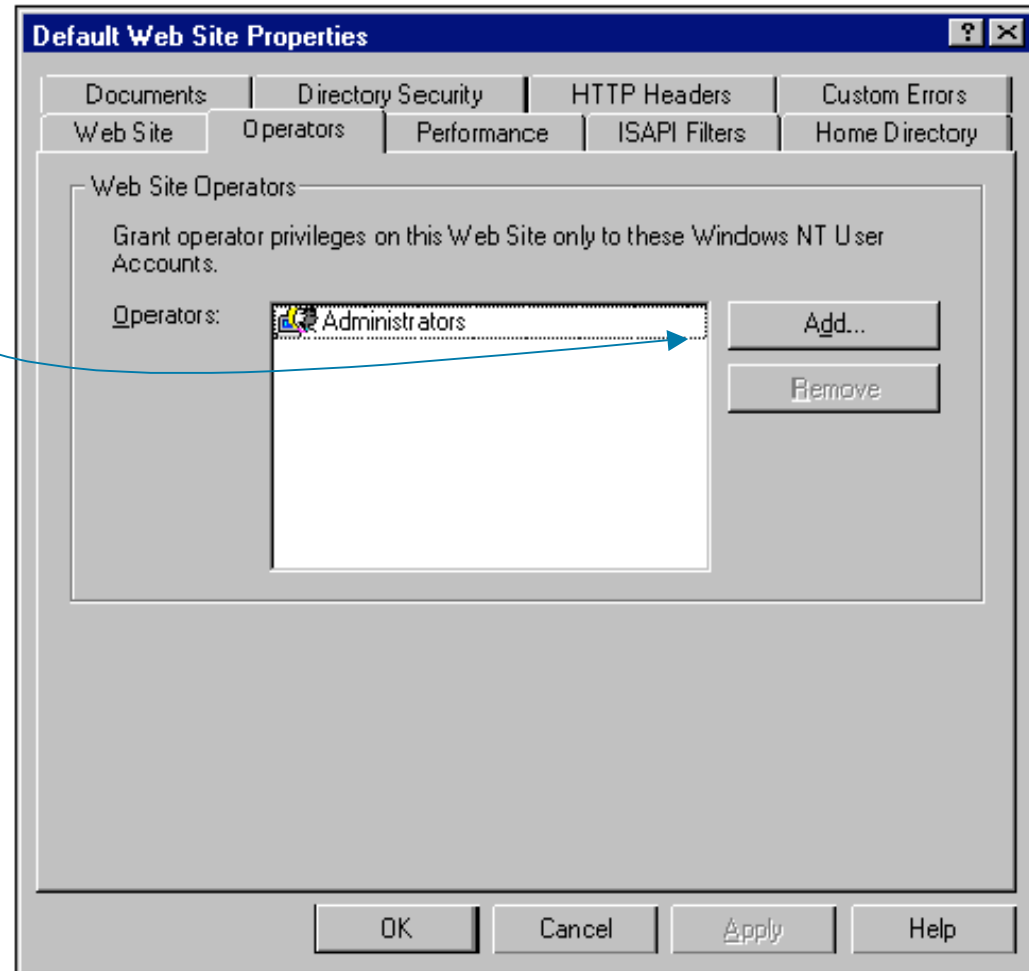 Default Web Site Properties
Documents Directory Security HTTP Headers Custom Errors
Web Site Operators Performance ISAPI Filters Home Directory
Web Site Operators
Grant operator privileges on this Web Site only to these Windows NT User
Accounts.
Operators: Administrators Add...
Remove
OK Cancel Apply Help